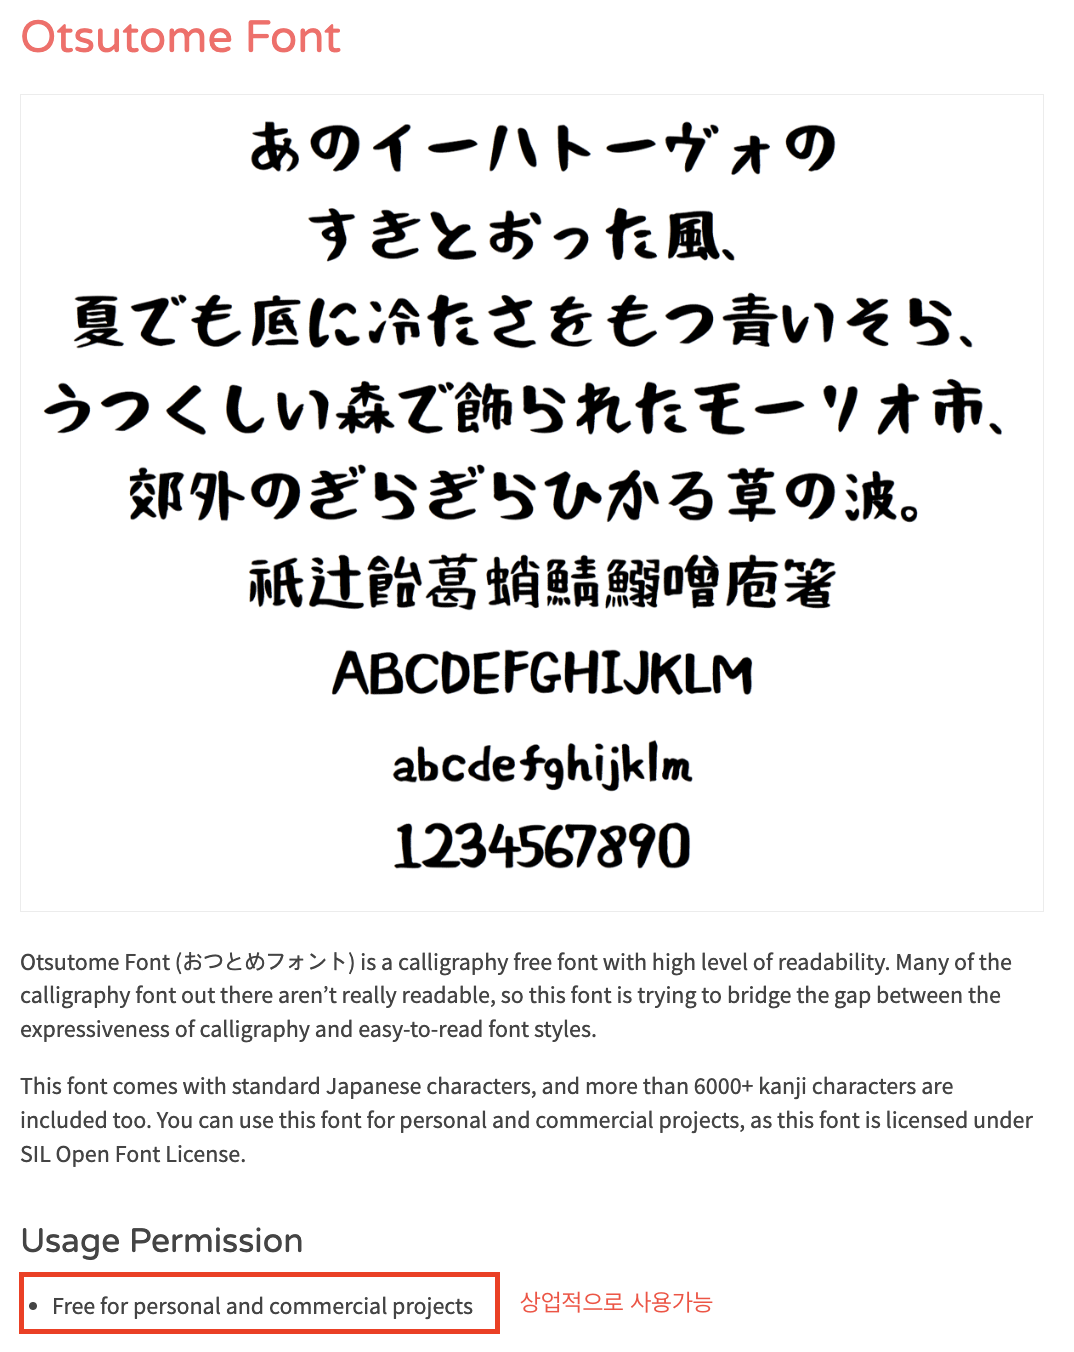 Otsutome Font
あのイーハトーヴォの
すきとおった風、
夏でも底に冷たさをもつ青いそら、
うつくしい森で飾られたモーリオ市、
郊外のぎらぎらひかる草の波。
祇辻飴葛蛸鯖鰯噌庖箸
ABCDEFGHIJKLM
abcdefghijklm
1234567890
Otsutome Font (おつとめフォント) is a calligraphy free font with high level of readability. Many of the
calligraphy font out there aren’t really readable, so this font is trying to bridge the gap between the
expressiveness of calligraphy and easy-to-read font styles.
This font comes with standard Japanese characters, and more than 6000+ kanji characters are
included too. You can use this font for personal and commercial projects, as this font is licensed under
SIL Open Font License.
Usage Permission
• Free for personal and commercial projects
상업적으로 사용가능